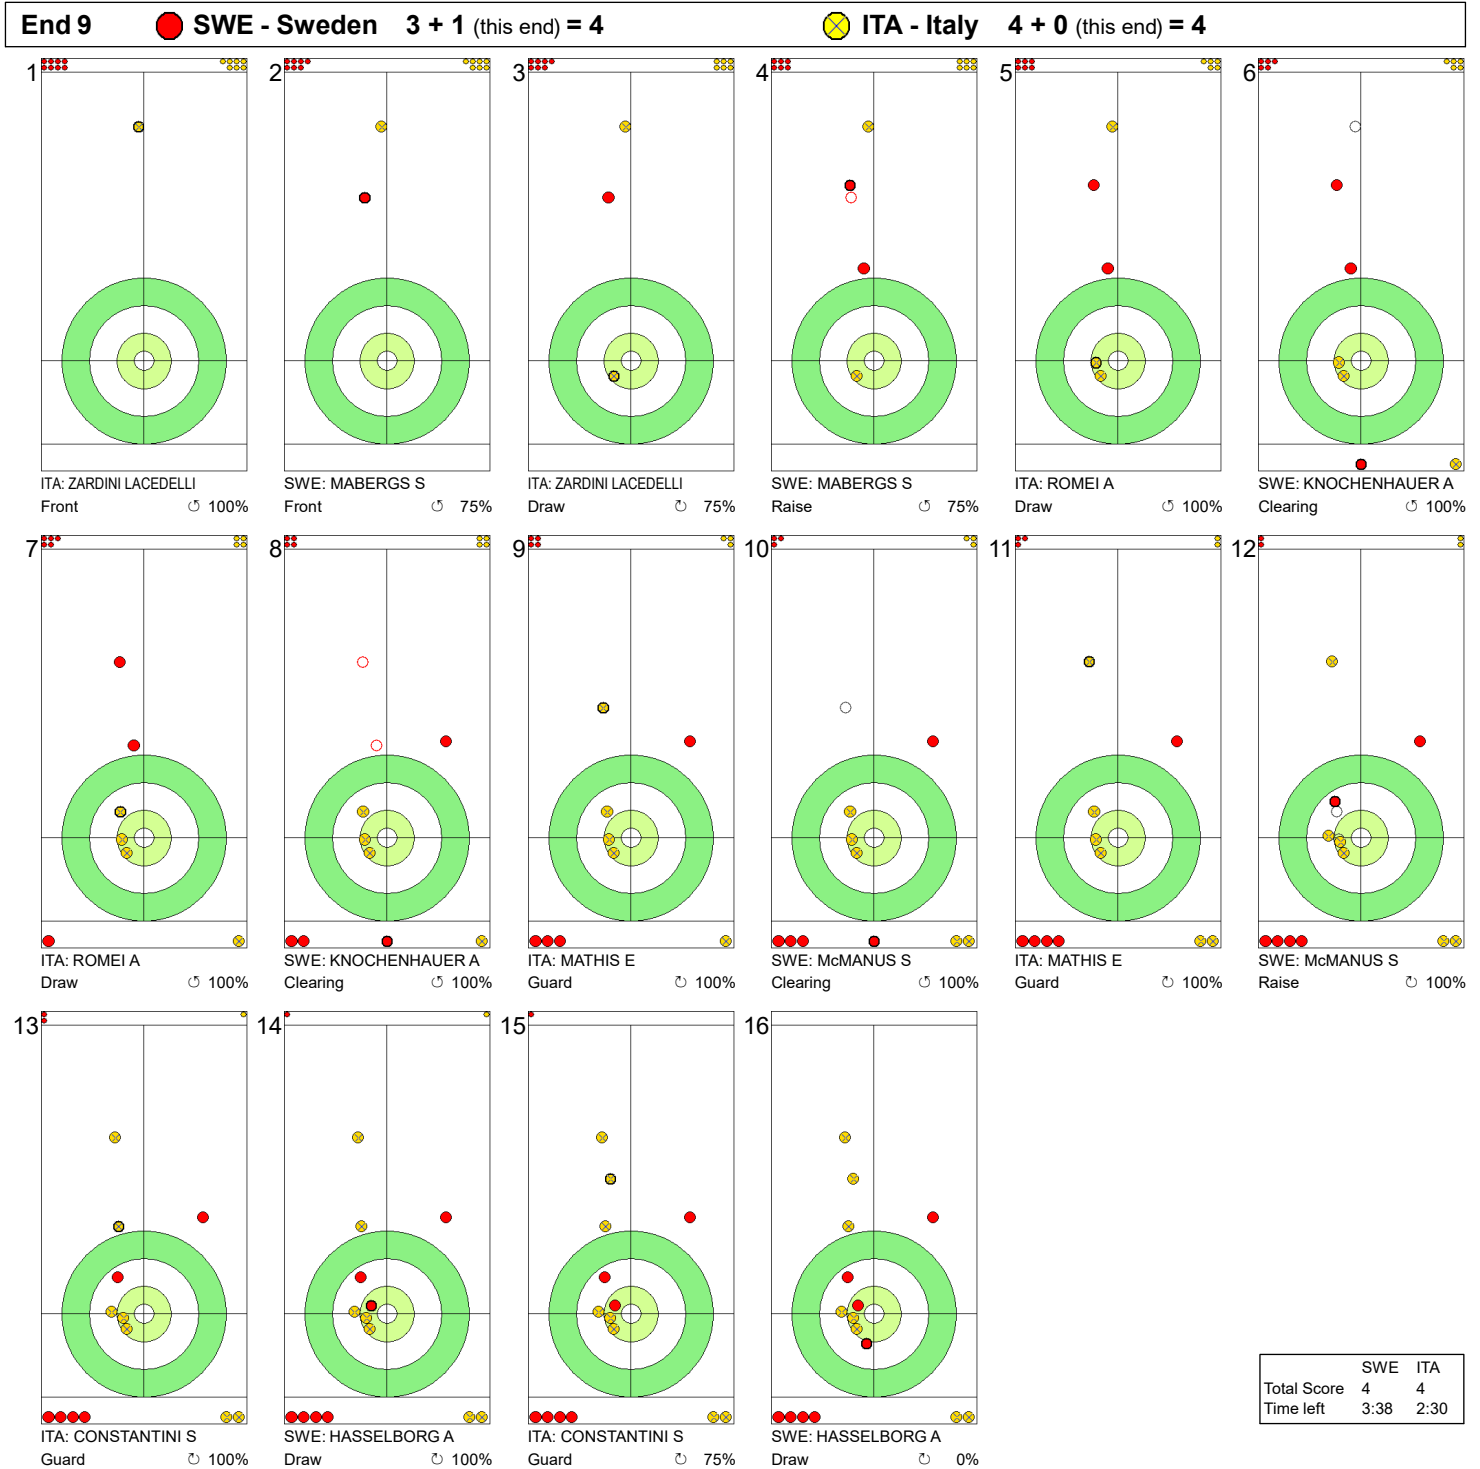 End 9 SWE - Sweden 3 + 1 (this end) = 4 ITA - Italy 4 + 0 (this end) = 4
1 2 3 4 5 6
ITA: ZARDINI LACEDELLI SWE: MABERGS S ITA: ZARDINI LACEDELLI SWE: MABERGS S ITA: ROMEI A SWE: KNOCHENHAUER A
Front ↺ 100% Front ↺ 75% Draw ↻ 75% Raise ↺ 75% Draw ↻ 100% Clearing ↺ 100%
7 8 9 10 11 12
ITA: ROMEI A SWE: KNOCHENHAUER A ITA: MATHIS E SWE: McMANUS S ITA: MATHIS E SWE: McMANUS S
Draw ↺ 100% Clearing ↺ 100% Guard ↻ 100% Clearing ↺ 100% Guard ↻ 100% Raise ↻ 100%
13 14 15 16
ITA: CONSTANTINI S SWE: HASSELBORG A ITA: CONSTANTINI S SWE: HASSELBORG A
Guard ↻ 100% Draw ↻ 100% Guard ↻ 75% Draw ↻ 0%
SWE ITA
Total Score 4 4
Time left 3:38 2:30